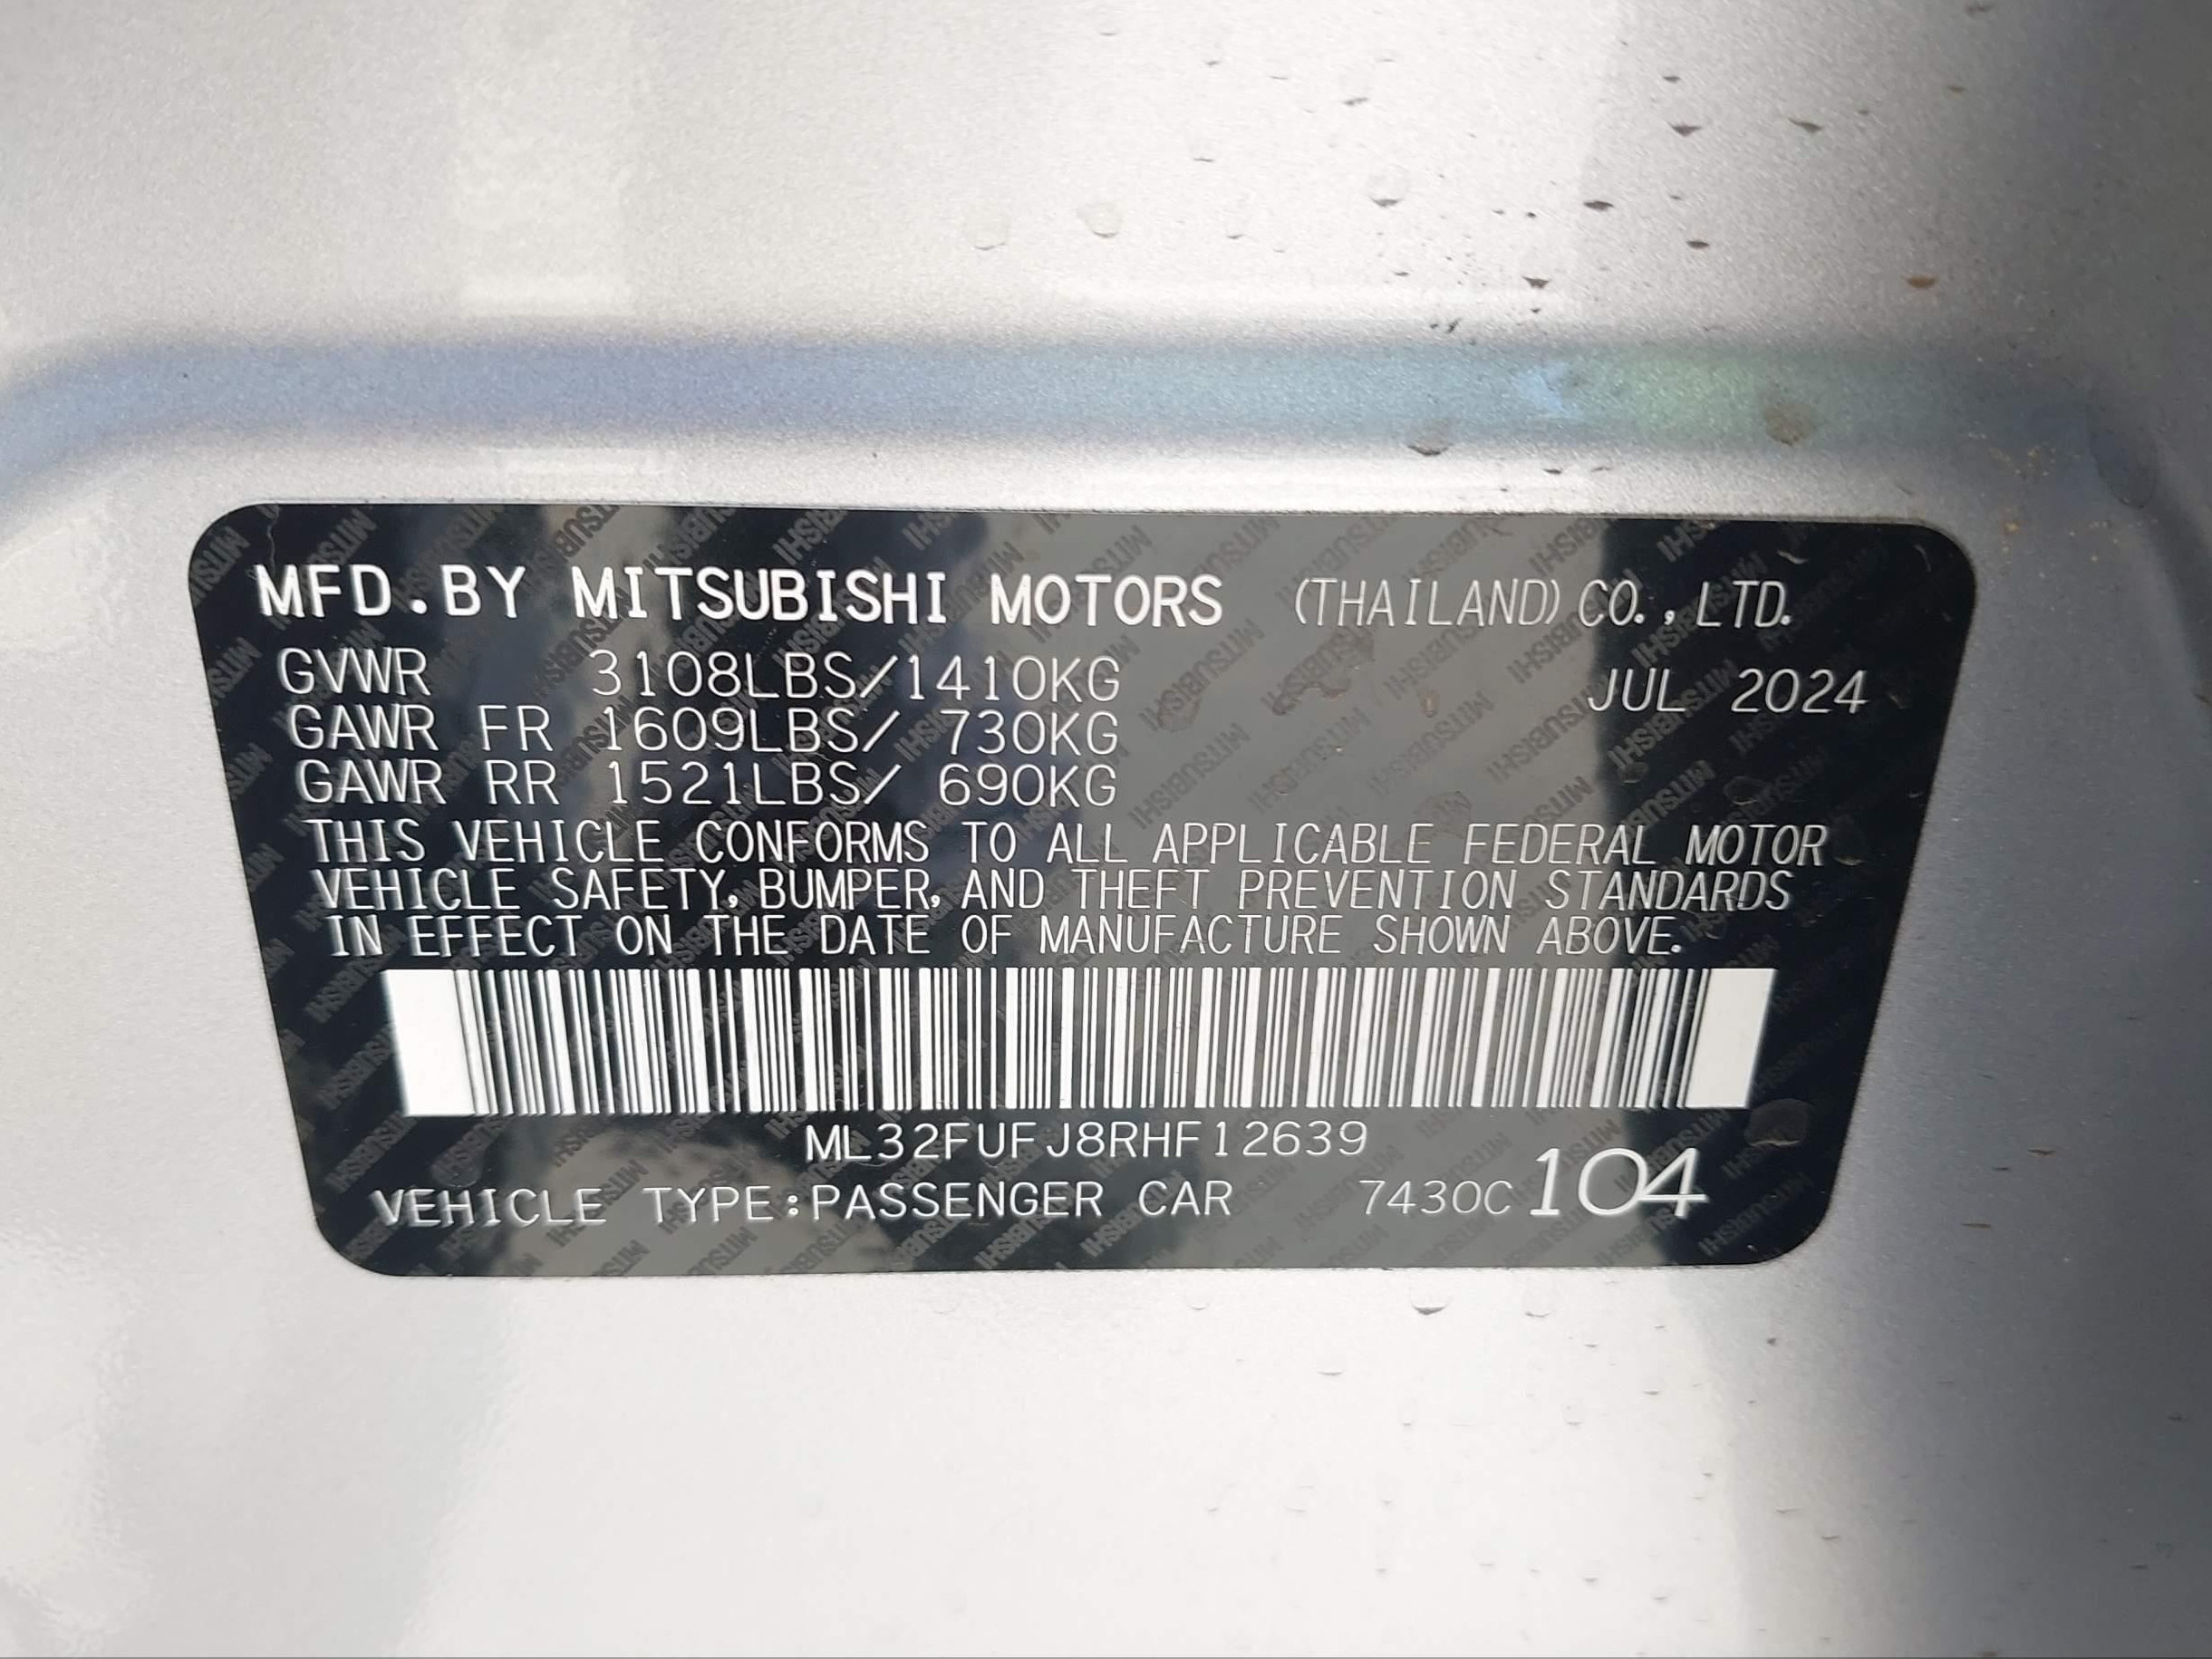 MFD.BY MITSUBISHI MOTORS (THAILAND) CO., LTD.
GVWR 3108LBS/1410KG JUL 2024
GAWR FR 1609LBS/ 730KG
GAWR RR 1521LBS/ 690KG
THIS VEHICLE CONFORMS TO ALL APPLICABLE FEDERAL MOTOR
VEHICLE SAFETY, BUMPER, AND THEFT PREVENTION STANDARDS
IN EFFECT ON THE DATE OF MANUFACTURE SHOWN ABOVE.
ML32FUFJ8RHF12639
VEHICLE TYPE:PASSENGER CAR 7430C104